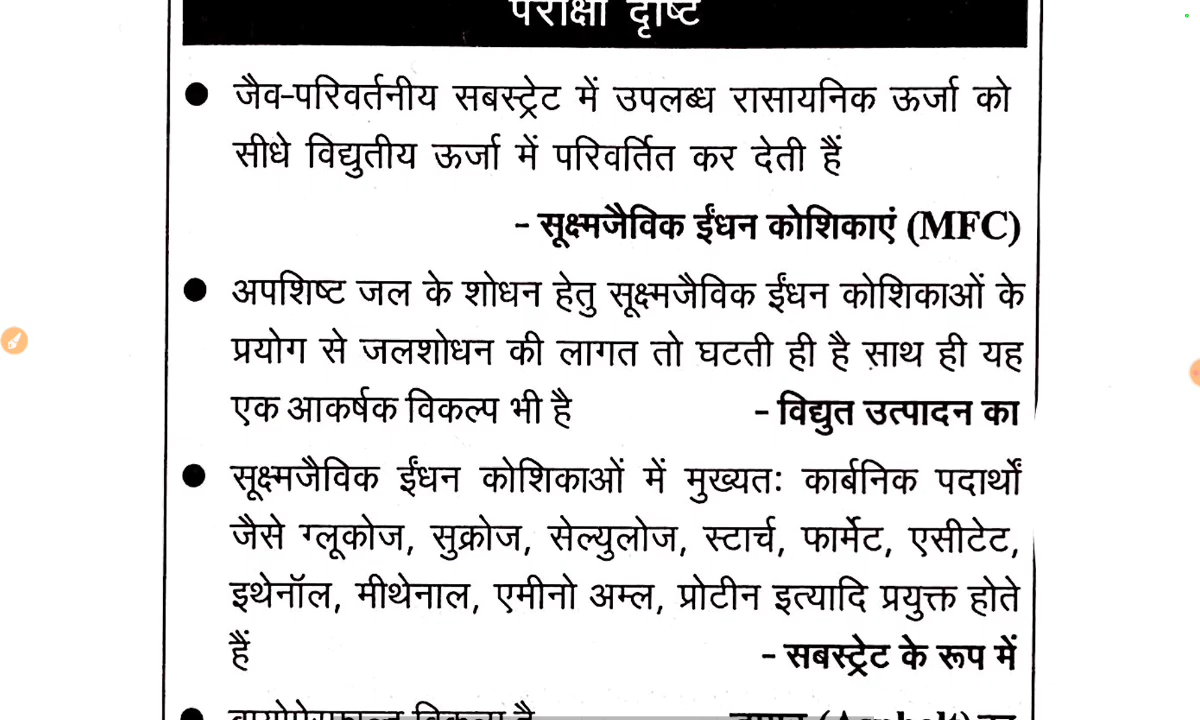 परीक्षा दृष्टि
● जैव-परिवर्तनीय सबस्ट्रेट में उपलब्ध रासायनिक ऊर्जा को
सीधे विद्युतीय ऊर्जा में परिवर्तित कर देती हैं
- सूक्ष्मजैविक ईंधन कोशिकाएं (MFC)
● अपशिष्ट जल के शोधन हेतु सूक्ष्मजैविक ईंधन कोशिकाओं के
प्रयोग से जलशोधन की लागत तो घटती ही है साथ ही यह
एक आकर्षक विकल्प भी है - विद्युत उत्पादन का
● सूक्ष्मजैविक ईंधन कोशिकाओं में मुख्यतः कार्बनिक पदार्थों
जैसे ग्लूकोज, सुक्रोज, सेल्युलोज, स्टार्च, फार्मेट, एसीटेट,
इथेनॉल, मीथेनाल, एमीनो अम्ल, प्रोटीन इत्यादि प्रयुक्त होते
हैं - सबस्ट्रेट के रूप में
● विकल्प है (Asphalt) का